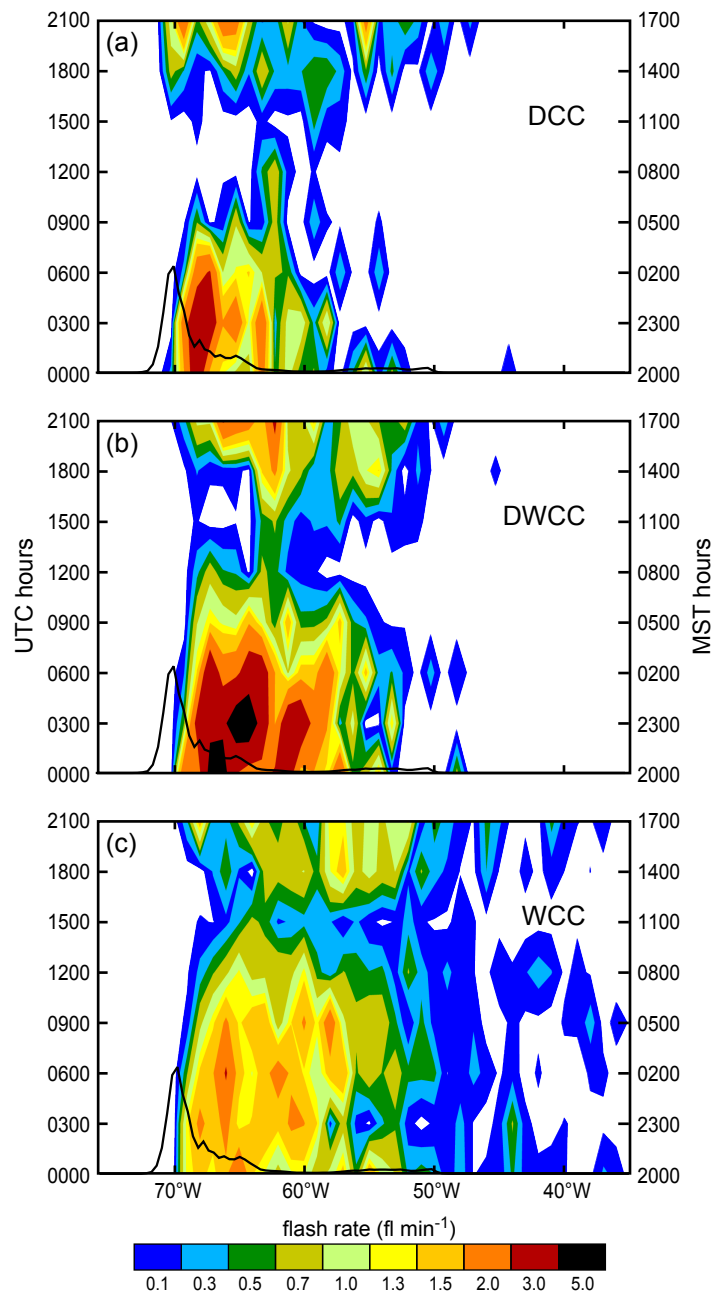 2100 (a) 1700
1800 1400
1500 DCC 1100
1200 0800
0900 0500
0600 0200
0300 2300
0000 2000
2100 (b) 1700
1800 1400
1500 DWCC 1100
1200 0800
0900 0500
0600 0200
0300 2300
0000 2000
UTC hours
MST hours
2100 (c) 1700
1800 1400
1500 WCC 1100
1200 0800
0900 0500
0600 0200
0300 2300
0000 2000
70°W 60°W 50°W 40°W
flash rate (fl min⁻¹)
0.1 0.3 0.5 0.7 1.0 1.3 1.5 2.0 3.0 5.0